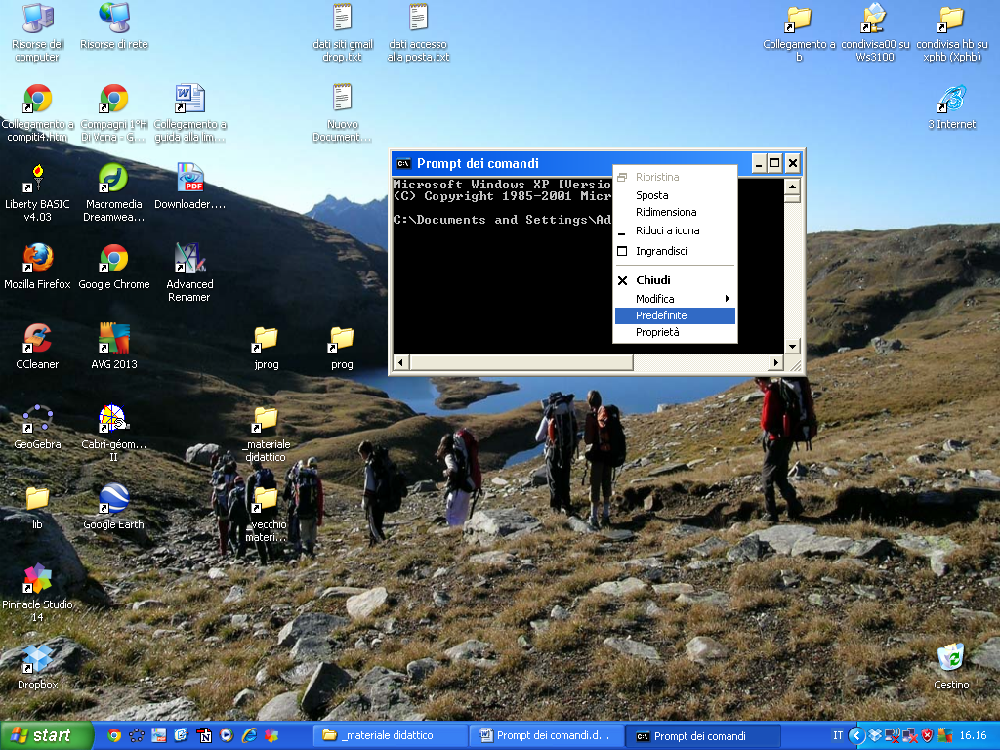 Risorse del
computer
Risorse di rete
dati siti gmail
drop.txt
dati accesso
alla posta.txt
Collegamento a
b
condivisa00 su
Ws3100
condivisa hb su
xphb (Xphb)
Collegamento a
compiti4.htm
Compagni 1°H
Di Voria - G...
Collegamento a
guida alla lim...
Nuovo
Document...
3 Internet
Liberty BASIC
v4.03
Macromedia
Dreamwea...
PDF
Downloader....
Mozilla Firefox
Google Chrome
Advanced
Renamer
CCleaner
AVG 2013
jprog
prog
GeoGebra
Cabri-géom...
II
_materiale
didattico
lib
Google Earth
_vecchio
materi...
Pinnacle Studio
14
Dropbox
Cestino
C:\ Prompt dei comandi
Microsoft Windows XP [Versio
(C) Copyright 1985-2001 Micr
C:\Documents and Settings\Ad
Ripristina
Sposta
Ridimensiona
Riduci a icona
Ingrandisci
Chiudi
Modifica
Predefinite
Proprietà
start
_materiale didattico
Prompt dei comandi.d...
C:\ Prompt dei comandi
IT
16.16